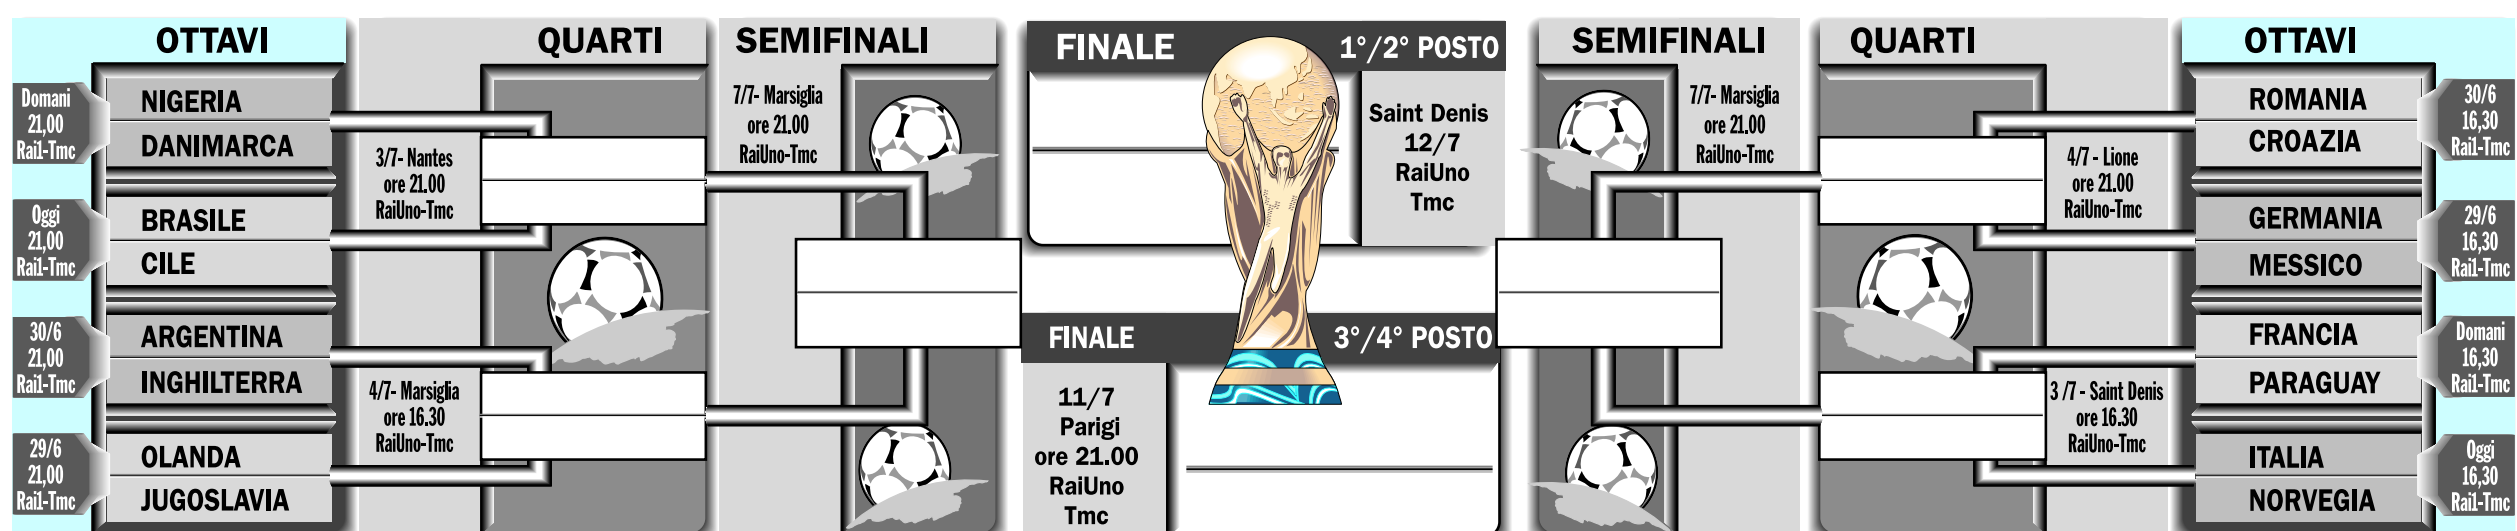 OTTAVI
Domani
21,00
Rai1-Tmc
NIGERIA
DANIMARCA
Oggi
21,00
Rai1-Tmc
BRASILE
CILE
30/6
21,00
Rai1-Tmc
ARGENTINA
INGHILTERRA
29/6
21,00
Rai1-Tmc
OLANDA
JUGOSLAVIA
QUARTI
3/7- Nantes
ore 21.00
RaiUno-Tmc
4/7- Marsiglia
ore 16.30
RaiUno-Tmc
SEMIFINALI
7/7- Marsiglia
ore 21.00
RaiUno-Tmc
FINALE 1°/2° POSTO
Saint Denis
12/7
RaiUno
Tmc
FINALE 3°/4° POSTO
11/7
Parigi
ore 21.00
RaiUno
Tmc
SEMIFINALI
7/7- Marsiglia
ore 21.00
RaiUno-Tmc
QUARTI
4/7 - Lione
ore 21.00
RaiUno-Tmc
3 /7 - Saint Denis
ore 16.30
RaiUno-Tmc
OTTAVI
ROMANIA
CROAZIA
30/6
16,30
Rai1-Tmc
GERMANIA
MESSICO
29/6
16,30
Rai1-Tmc
FRANCIA
PARAGUAY
Domani
16,30
Rai1-Tmc
ITALIA
NORVEGIA
Oggi
16,30
Rai1-Tmc